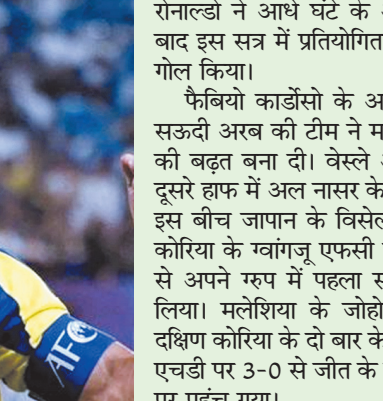 रोनाल्डो ने आधे घंटे के
बाद इस सत्र में प्रतियोगित
गोल किया।
फैबियो कार्डोसो के अ
सऊदी अरब की टीम ने म
की बढ़त बना दी। वेस्ले
दूसरे हाफ में अल नासर के
इस बीच जापान के विसेल
कोरिया के ग्वांगजू एफसी
से अपने ग्रुप में पहला स
लिया। मलेशिया के जोहो
दक्षिण कोरिया के दो बार के
एचडी पर 3-0 से जीत के
पर पहुंच गया।
AFC